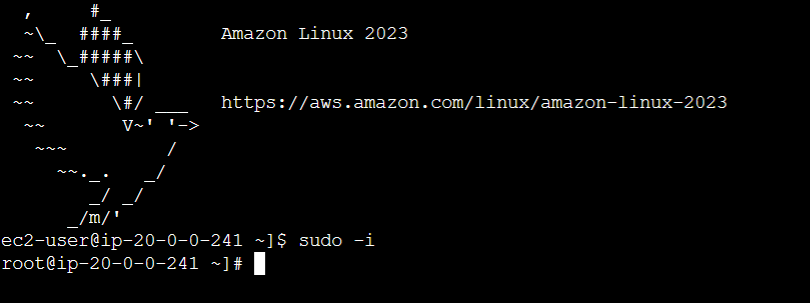 ,     #_
   ~\_  ####_        Amazon Linux 2023
  ~~  \_#####\
  ~~     \###|
  ~~       \#/ ___   https://aws.amazon.com/linux/amazon-linux-2023
   ~~       V~' '->
    ~~~         /
      ~~._.   _/
         _/ _/
       _/m/'
ec2-user@ip-20-0-0-241 ~]$ sudo -i
root@ip-20-0-0-241 ~]#